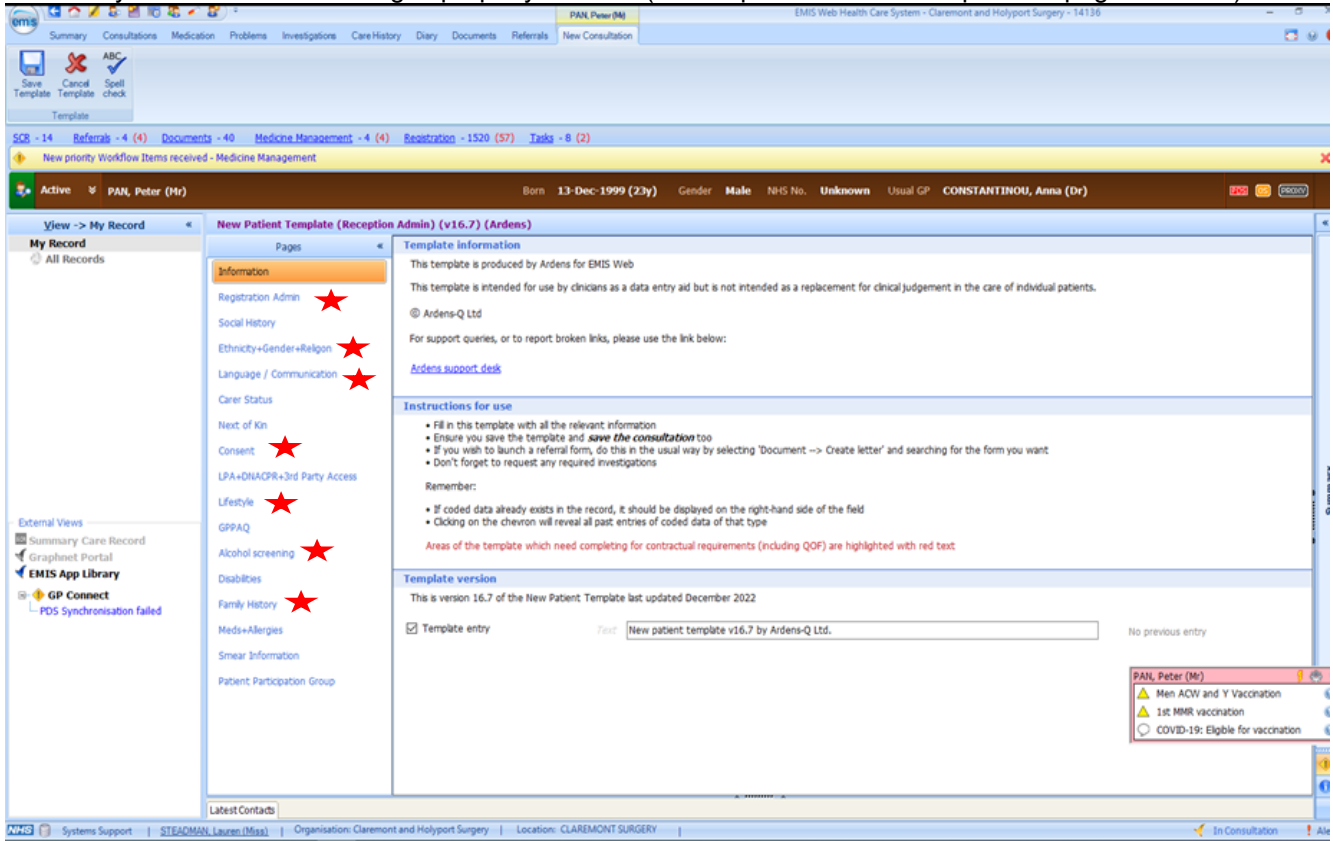 ems
PAN, Peter (Mr)
EMIS Web Health Care System - Claremont and Holyport Surgery - 14136
Summary Consultations Medication Problems Investigations Care History Diary Documents Referrals New Consultation
ABC
Save Template
Cancel Template
Spell check
Template
SCR - 14 Referrals - 4 (4) Documents - 40 Medicine Management - 4 (4) Registration - 1520 (57) Tasks - 8 (2)
New priority Workflow Items received - Medicine Management
Active PAN, Peter (Mr) Born 13-Dec-1999 (23y) Gender Male NHS No. Unknown Usual GP CONSTANTINOU, Anna (Dr) PROXY
View -> My Record
My Record
All Records
External Views
Summary Care Record
Graphnet Portal
EMIS App Library
GP Connect
PDS Synchronisation failed
New Patient Template (Reception Admin) (v16.7) (Ardens)
Pages
Information
Registration Admin
Social History
Ethnicity+Gender+Religon
Language / Communication
Carer Status
Next of Kin
Consent
LPA+DNACPR+3rd Party Access
Lifestyle
GPPAQ
Alcohol screening
Disabilities
Family History
Meds+Allergies
Smear Information
Patient Participation Group
Template information
This template is produced by Ardens for EMIS Web
This template is intended for use by clinicians as a data entry aid but is not intended as a replacement for clinical judgement in the care of individual patients.
© Ardens-Q Ltd
For support queries, or to report broken links, please use the link below:
Ardens support desk
Instructions for use
• Fill in this template with all the relevant information
• Ensure you save the template and save the consultation too
• If you wish to launch a referral form, do this in the usual way by selecting 'Document --> Create letter' and searching for the form you want
• Don't forget to request any required investigations
Remember:
• If coded data already exists in the record, it should be displayed on the right-hand side of the field
• Clicking on the chevron will reveal all past entries of coded data of that type
Areas of the template which need completing for contractual requirements (including QOF) are highlighted with red text
Template version
This is version 16.7 of the New Patient Template last updated December 2022
Template entry Text New patient template v16.7 by Ardens-Q Ltd. No previous entry
PAN, Peter (Mr)
Men ACW and Y Vaccination
1st MMR vaccination
COVID-19: Eligible for vaccination
Latest Contacts
NHS Systems Support | STEADMAN, Lauren (Miss) | Organisation: Claremont and Holyport Surgery | Location: CLAREMONT SURGERY | In Consultation ! Ale